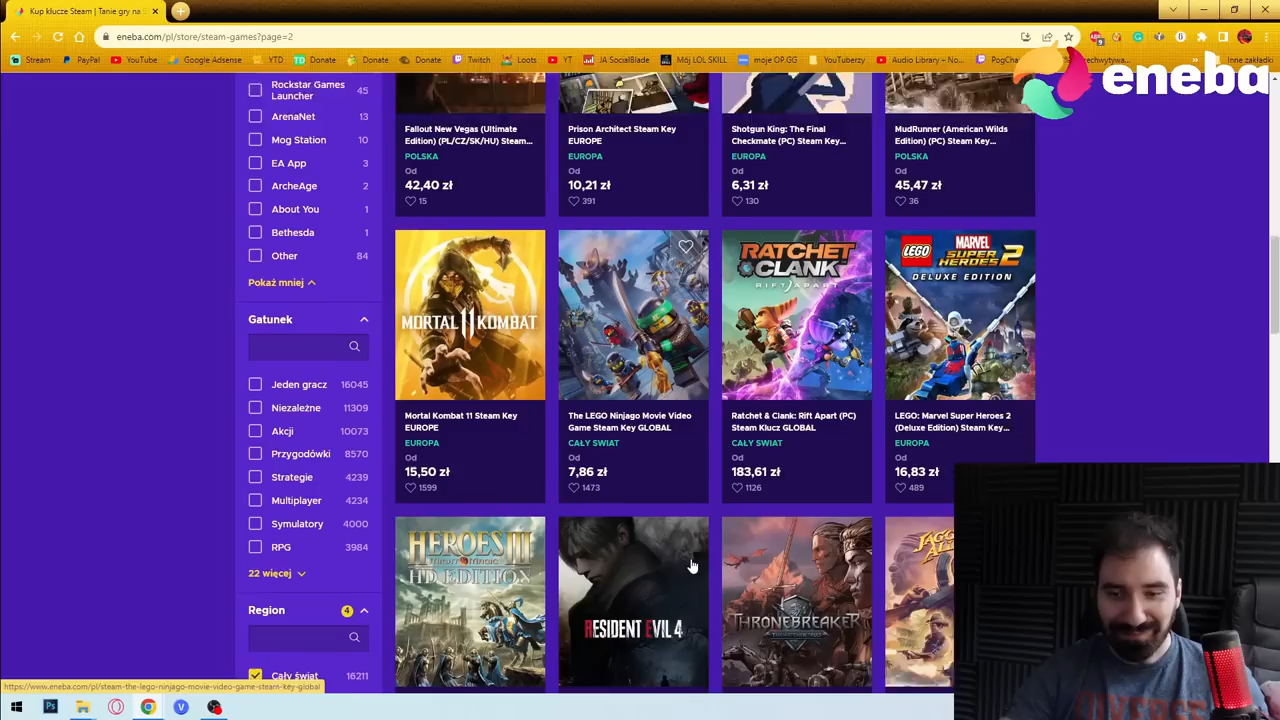 Kup klucze Steam | Tanie gry na S
eneba.com/pl/store/steam-games?page=2
Stream PayPal YouTube Google Adsense YTD Donate Donate Donate Twitch Loots YT JA SocialBlade Mój LOL SKILL moje OP.GG YouTuberzy Audio Library – No... Inne zakładki
eneba
Rockstar Games
Launcher 45
ArenaNet 13
Mog Station 10
EA App 3
ArcheAge 2
About You 1
Bethesda 1
Other 84
Pokaż mniej
Gatunek
Jeden gracz 16045
Niezależne 11309
Akcji 10073
Przygodówki 8570
Strategie 4239
Multiplayer 4234
Symulatory 4000
RPG 3984
22 więcej
Region 4
Cały świat 16211
Fallout New Vegas (Ultimate
Edition) (PL/CZ/SK/HU) Steam...
POLSKA
Od
42,40 zł
15
Prison Architect Steam Key
EUROPE
EUROPA
Od
10,21 zł
391
Shotgun King: The Final
Checkmate (PC) Steam Key...
EUROPA
Od
6,31 zł
130
MudRunner (American Wilds
Edition) (PC) Steam Key...
POLSKA
Od
45,47 zł
36
MORTAL KOMBAT
11
Mortal Kombat 11 Steam Key
EUROPE
EUROPA
Od
15,50 zł
1599
The LEGO Ninjago Movie Video
Game Steam Key GLOBAL
CAŁY SWIAT
Od
7,86 zł
1473
RATCHET
CLANK
RIFT APART
Ratchet & Clank: Rift Apart (PC)
Steam Klucz GLOBAL
CAŁY SWIAT
Od
183,61 zł
1126
LEGO MARVEL
SUPER HEROES 2
DELUXE EDITION
LEGO: Marvel Super Heroes 2
(Deluxe Edition) Steam Key...
EUROPA
Od
16,83 zł
489
HEROES III
HD EDITION
RESIDENT EVIL 4
THRONEBREAKER
https://www.eneba.com/pl/steam-the-lego-ninjago-movie-video-game-steam-key-global